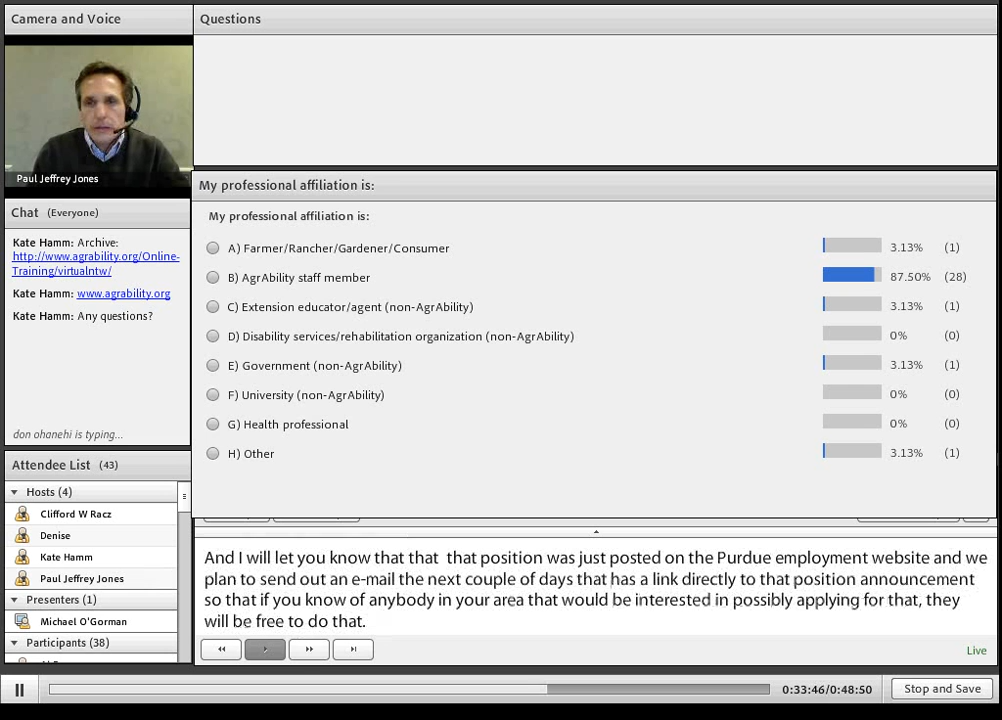 Camera and Voice
Questions
Paul Jeffrey Jones
Chat (Everyone)
Kate Hamm: Archive:
http://www.agrability.org/Online-
Training/virtualntw/
Kate Hamm: www.agrability.org
Kate Hamm: Any questions?
don ohanehi is typing...
Attendee List (43)
Hosts (4)
Clifford W Racz
Denise
Kate Hamm
Paul Jeffrey Jones
Presenters (1)
Michael O'Gorman
Participants (38)
My professional affiliation is:
My professional affiliation is:
A) Farmer/Rancher/Gardener/Consumer 3.13% (1)
B) AgrAbility staff member 87.50% (28)
C) Extension educator/agent (non-AgrAbility) 3.13% (1)
D) Disability services/rehabilitation organization (non-AgrAbility) 0% (0)
E) Government (non-AgrAbility) 3.13% (1)
F) University (non-AgrAbility) 0% (0)
G) Health professional 0% (0)
H) Other 3.13% (1)
And I will let you know that that that position was just posted on the Purdue employment website and we
plan to send out an e-mail the next couple of days that has a link directly to that position announcement
so that if you know of anybody in your area that would be interested in possibly applying for that, they
will be free to do that.
Live
0:33:46/0:48:50
Stop and Save